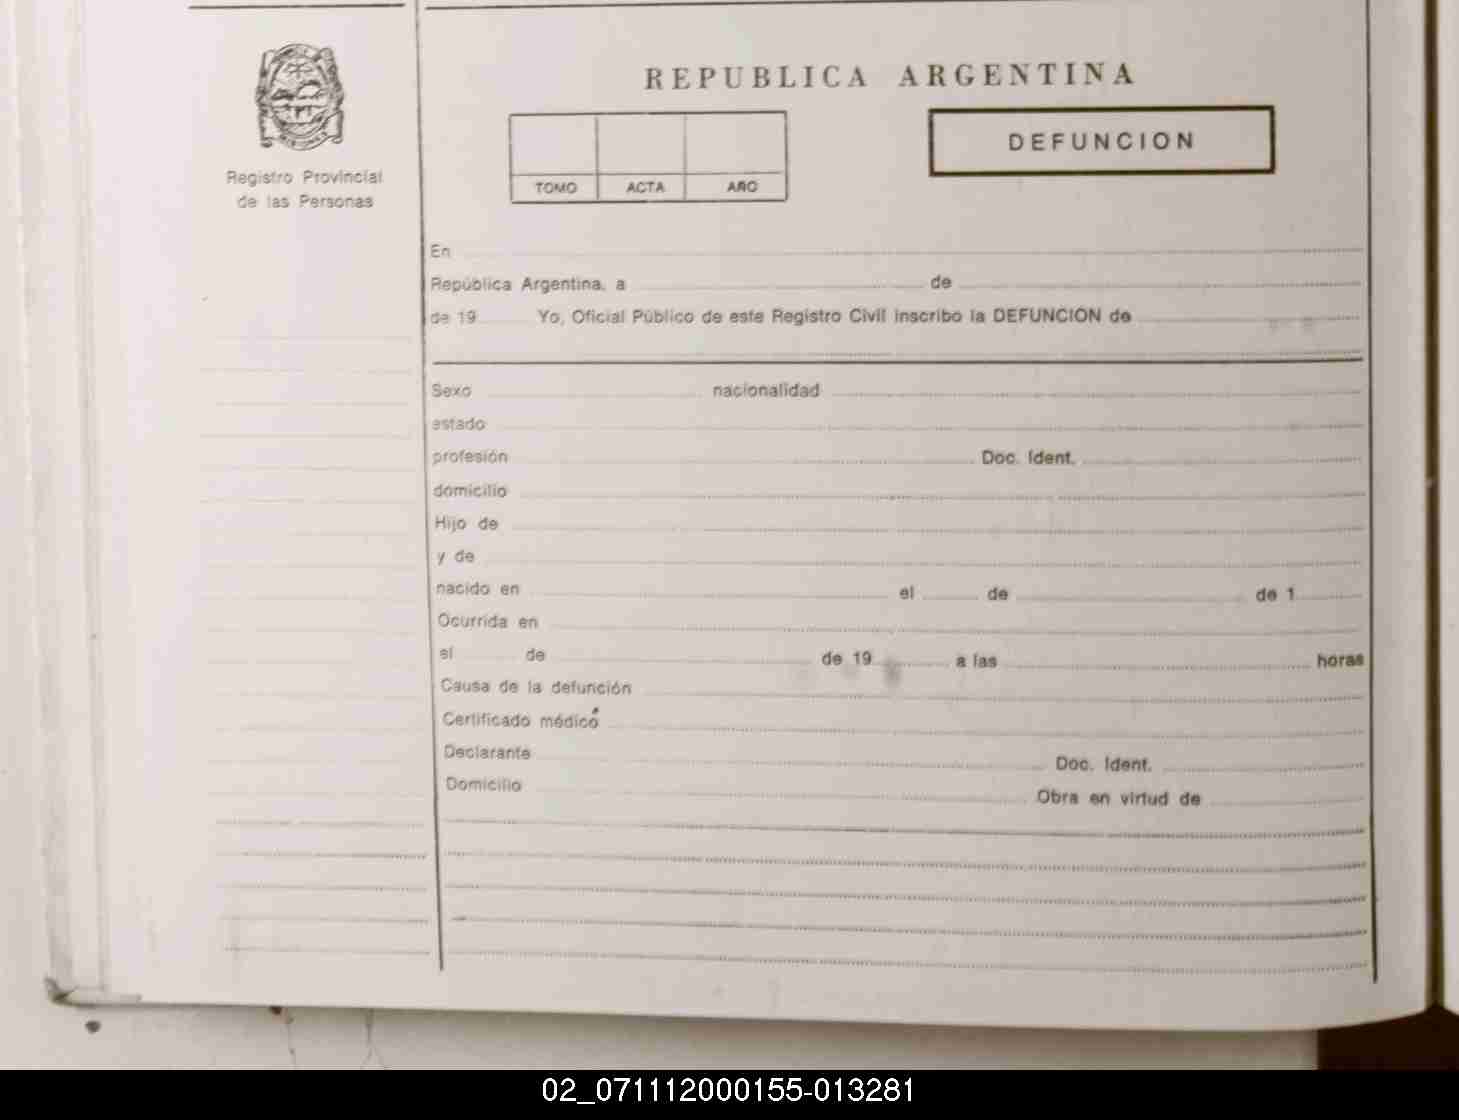 REPUBLICA ARGENTINA
DEFUNCION
TOMO ACTA AÑO
Registro Provincial
de las Personas
En
República Argentina, a de
de 19 Yo, Oficial Público de este Registro Civil inscribo la DEFUNCION de
Sexo nacionalidad
estado
profesión Doc. Ident.
domicilio
Hijo de
y de
nacido en el de de 1
Ocurrida en
el de de 19 a las horas
Causa de la defunción
Certificado médico
Declarante Doc. Ident.
Domicilio Obra en virtud de
02_071112000155-013281